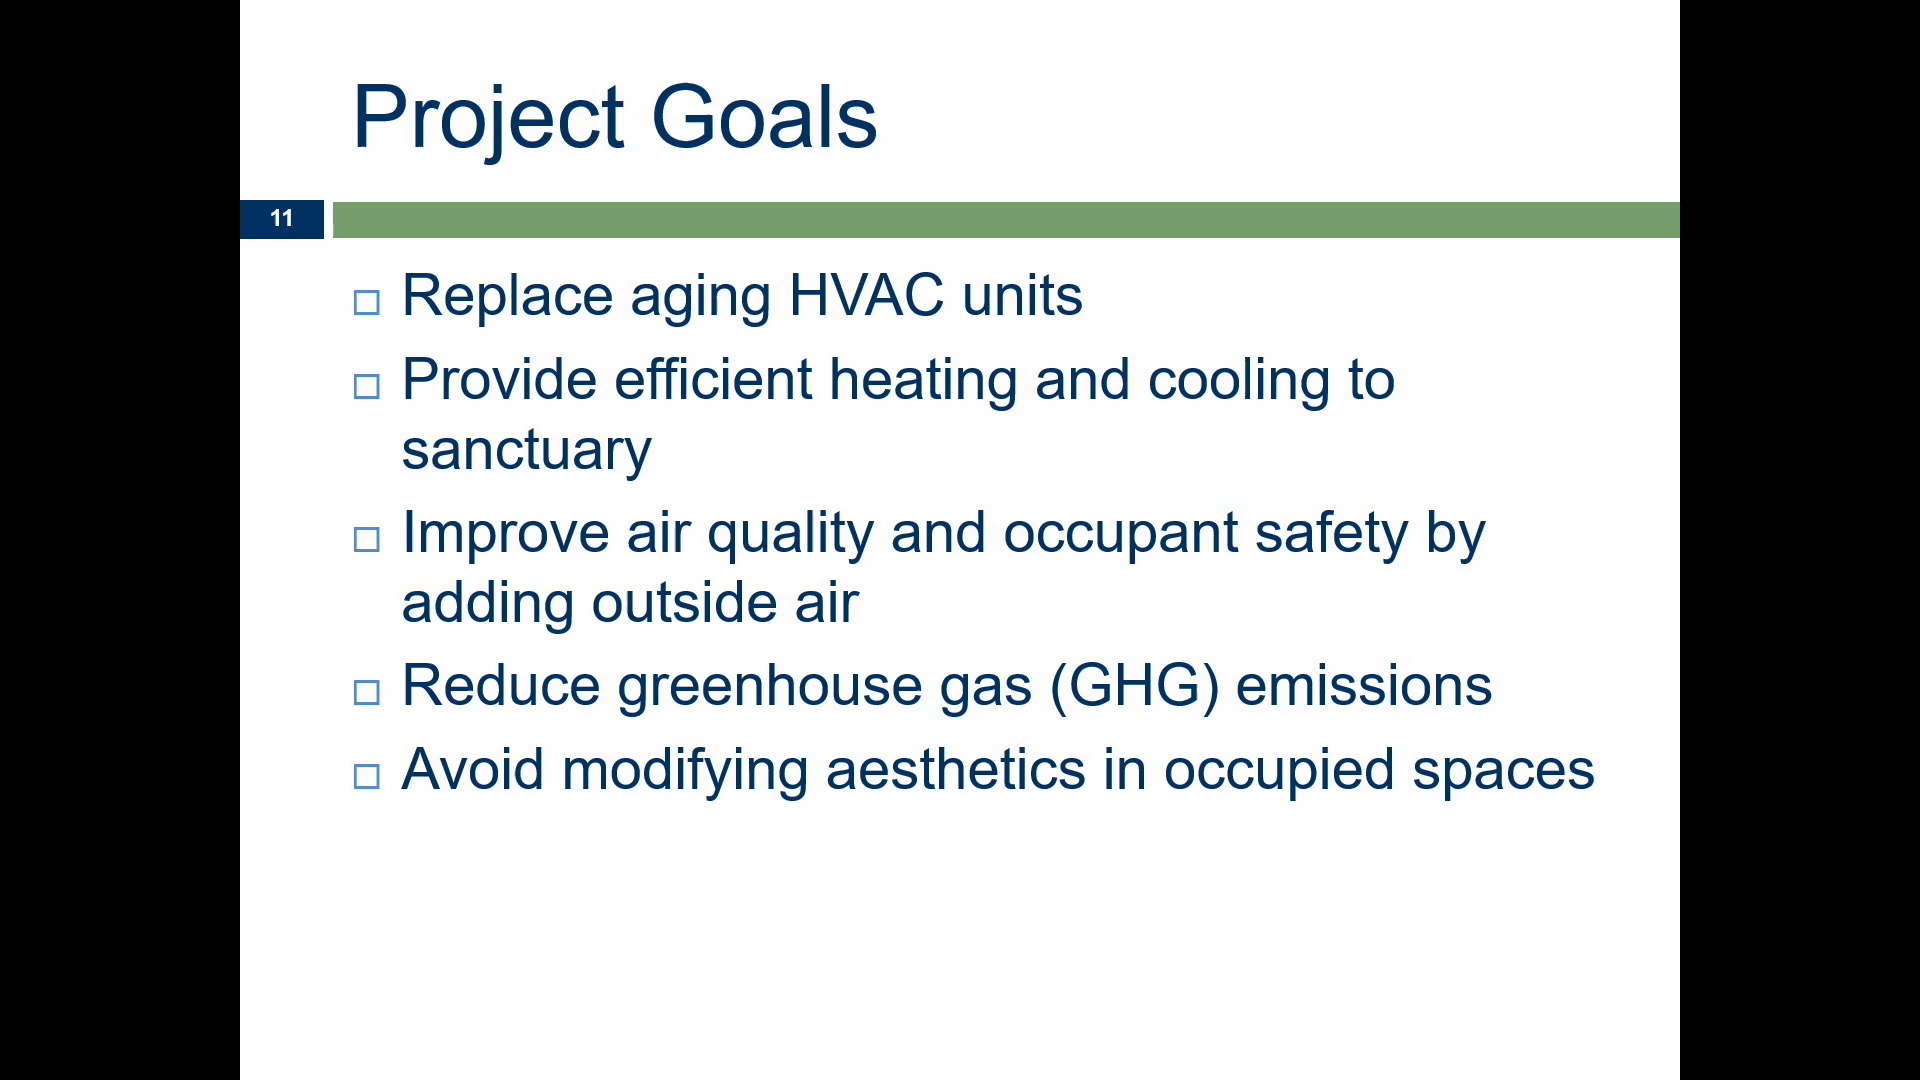 Project Goals
11
Replace aging HVAC units
Provide efficient heating and cooling to
sanctuary
Improve air quality and occupant safety by
adding outside air
Reduce greenhouse gas (GHG) emissions
Avoid modifying aesthetics in occupied spaces